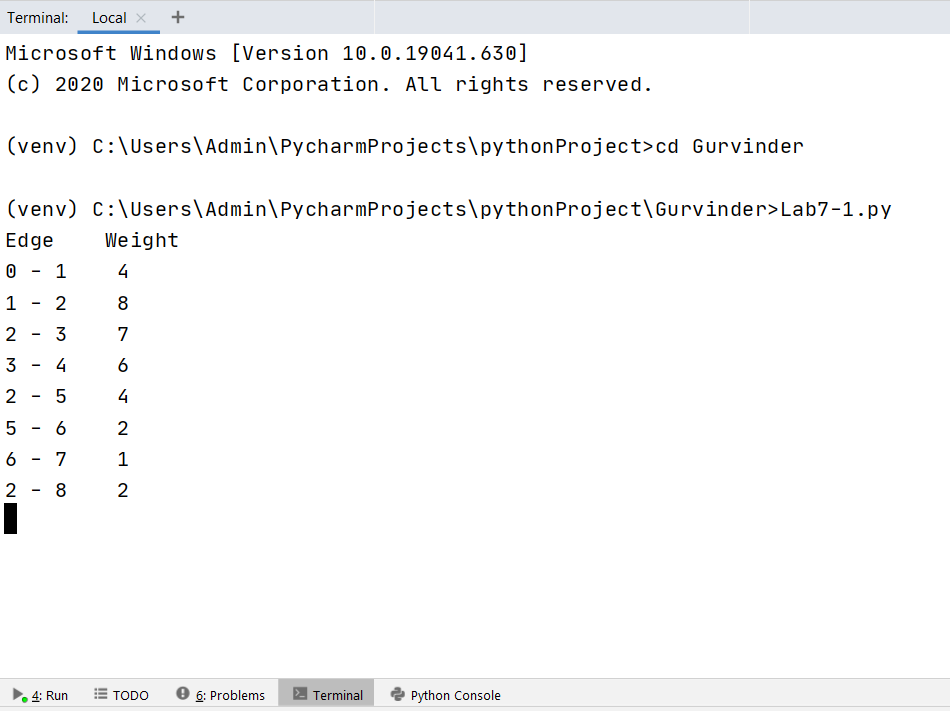 Terminal: Local × +
Microsoft Windows [Version 10.0.19041.630]
(c) 2020 Microsoft Corporation. All rights reserved.
(venv) C:\Users\Admin\PycharmProjects\pythonProject>cd Gurvinder
(venv) C:\Users\Admin\PycharmProjects\pythonProject\Gurvinder>Lab7-1.py
Edge    Weight
0 - 1    4
1 - 2    8
2 - 3    7
3 - 4    6
2 - 5    4
5 - 6    2
6 - 7    1
2 - 8    2
4: Run TODO 6: Problems Terminal Python Console